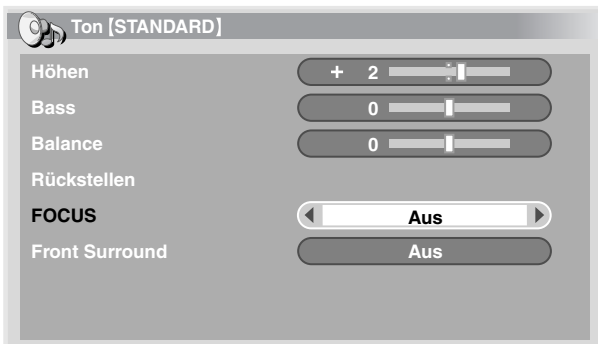 Ton [STANDARD]
Höhen + 2
Bass 0
Balance 0
Rückstellen
FOCUS Aus
Front Surround Aus